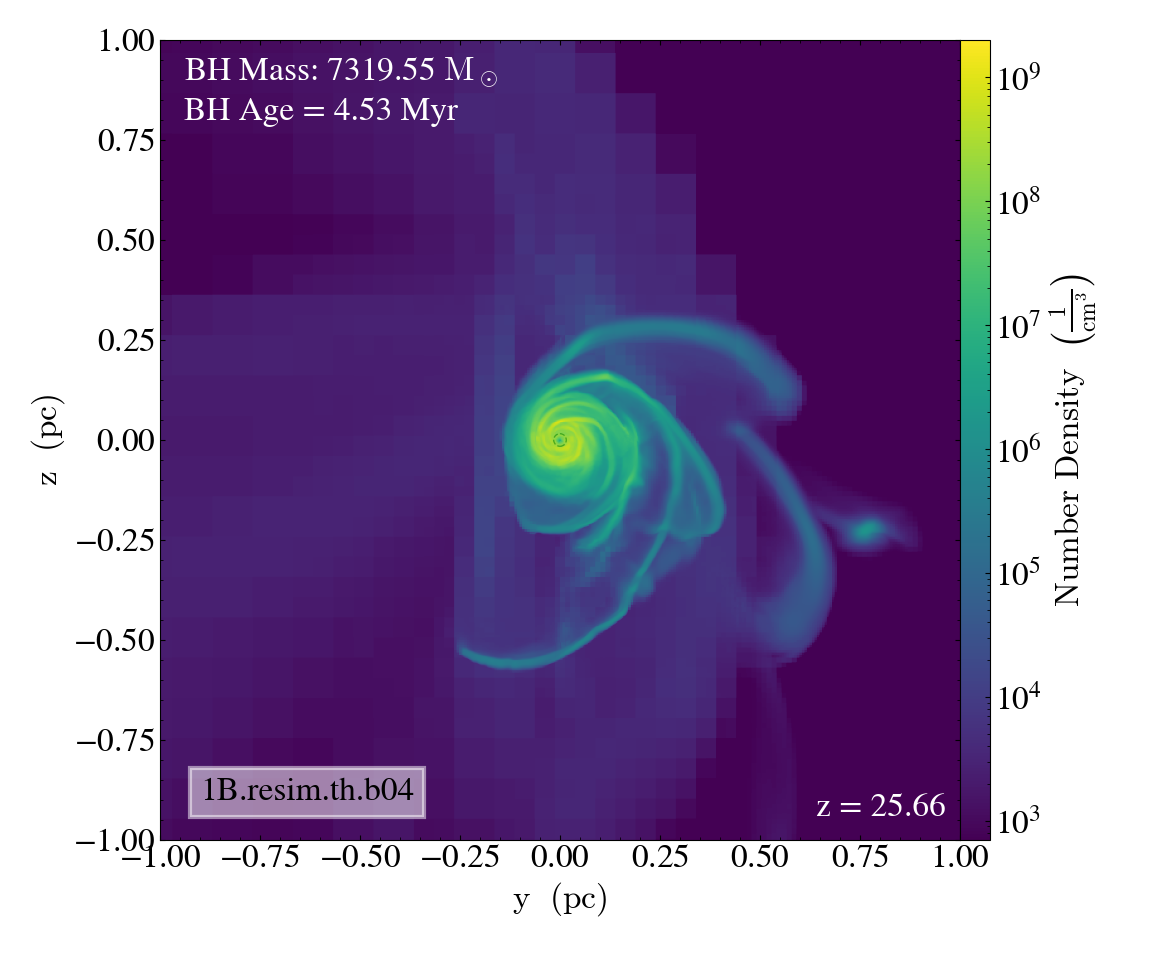 BH Mass: 7319.55 M⊙
BH Age = 4.53 Myr
1B.resim.th.b04
z = 25.66
1.00
0.75
0.50
0.25
0.00
−0.25
−0.50
−0.75
−1.00
z (pc)
−1.00 −0.75 −0.50 −0.25 0.00 0.25 0.50 0.75 1.00
y (pc)
10⁹
10⁸
10⁷
10⁶
10⁵
10⁴
10³
Number Density (1/cm³)